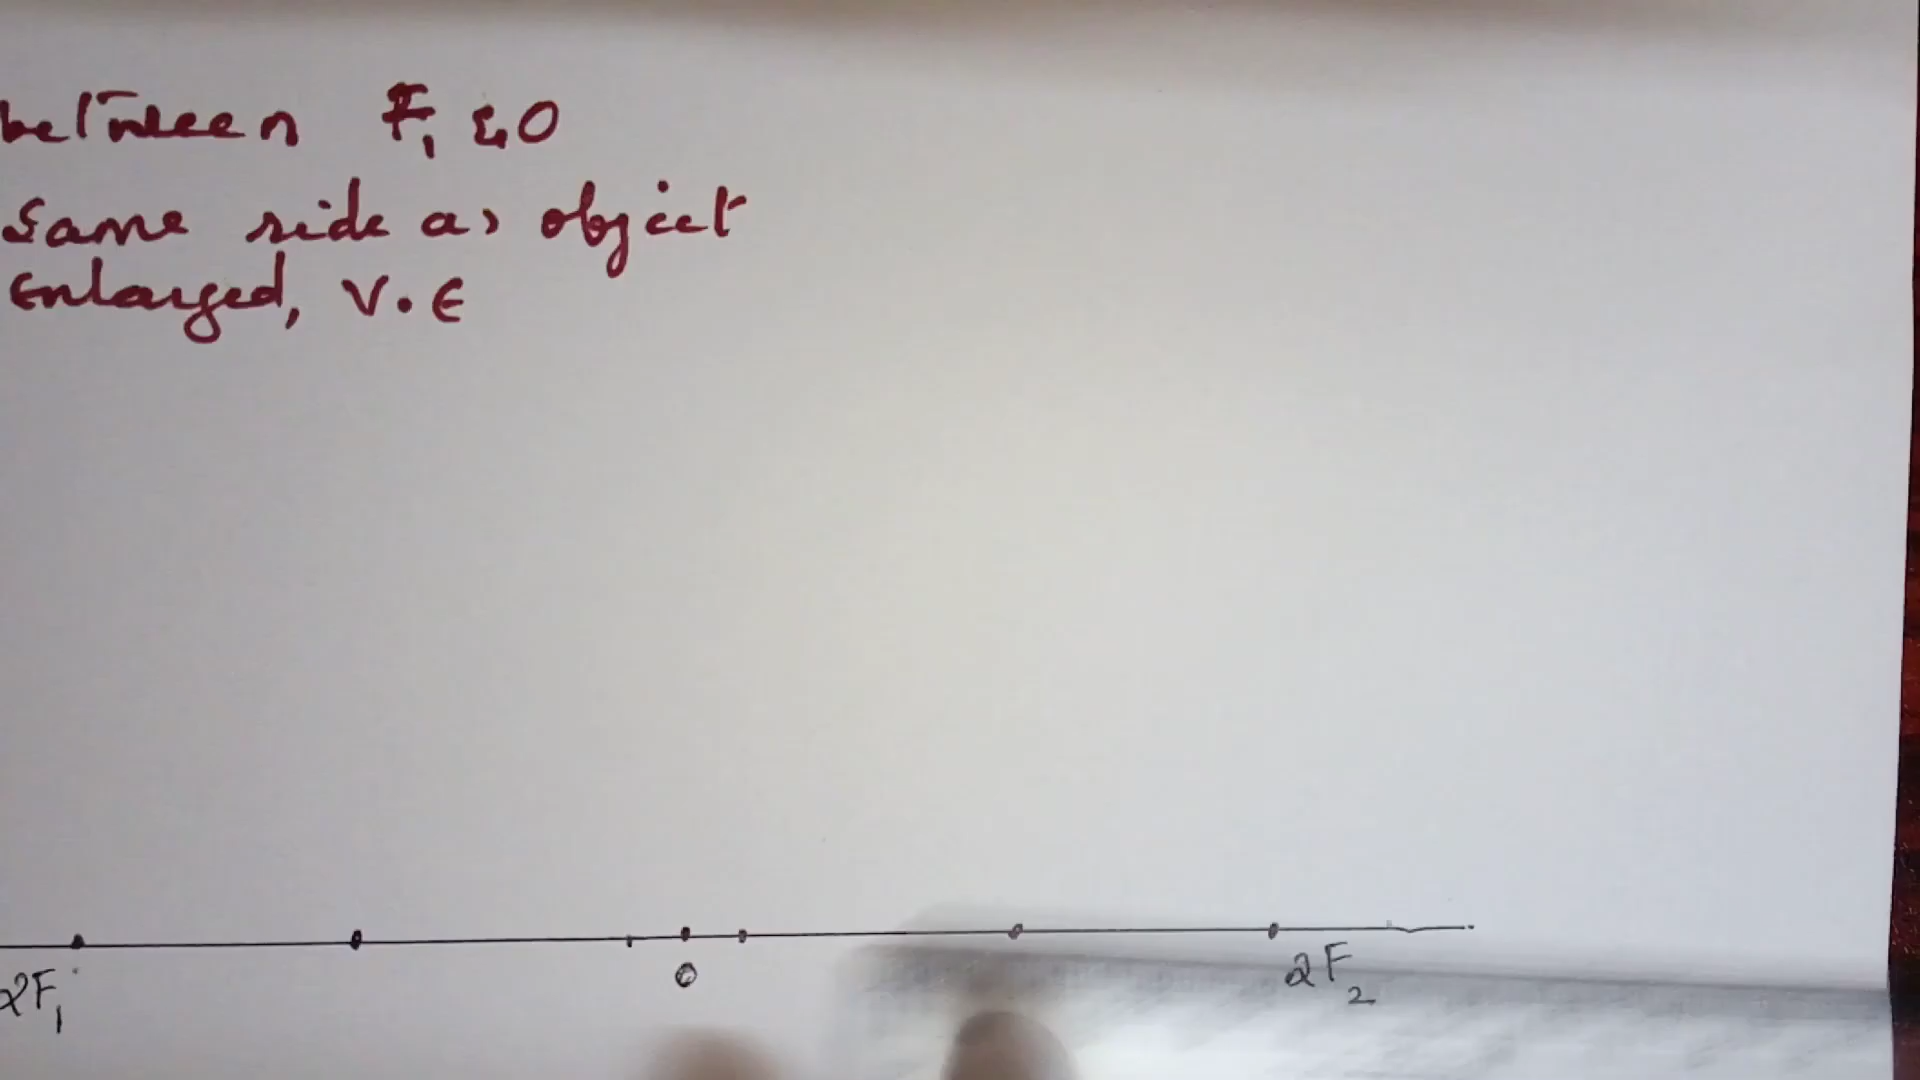 between F₁ & O
Same side as object
Enlarged, V.E
2F₁ O 2F₂